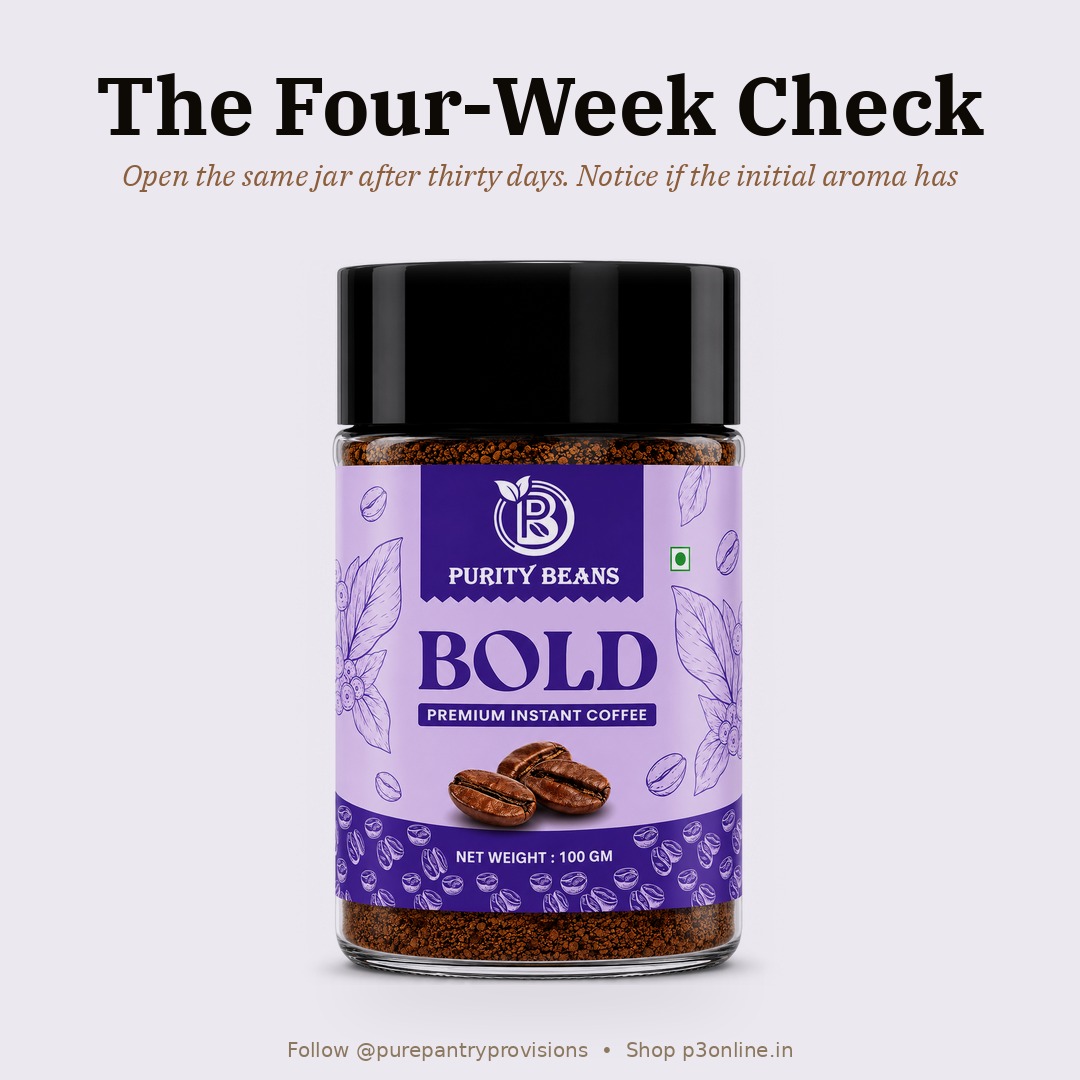 The Four-Week Check
Open the same jar after thirty days. Notice if the initial aroma has
PURITY BEANS
BOLD
PREMIUM INSTANT COFFEE
NET WEIGHT : 100 GM
Follow @purepantryprovisions • Shop p3online.in